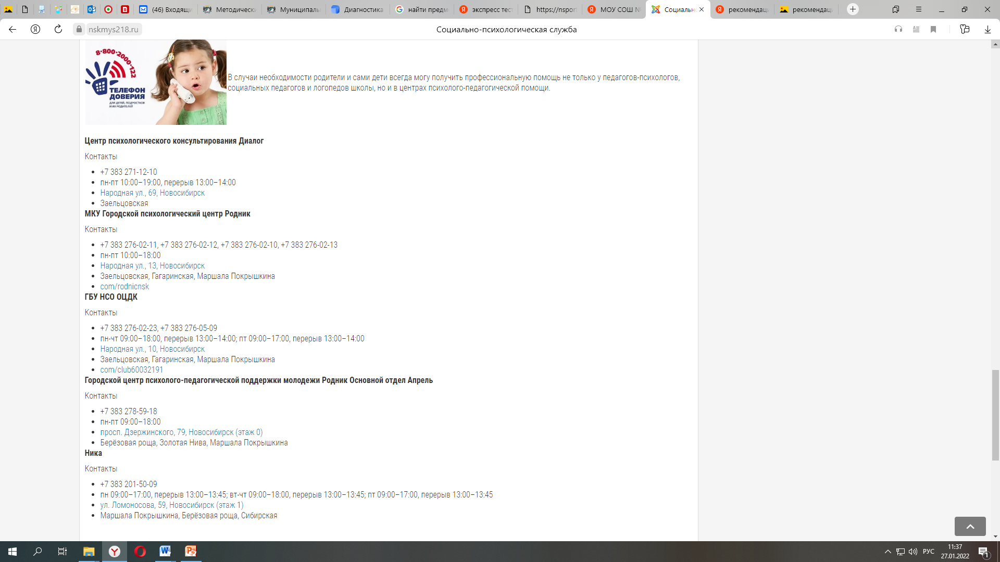 (46) Входящи
Методически
Муниципаль
Диагностика
найти предм
экспресс тест
https://nsport
МОУ СОШ №
Социально
рекомендац
рекомендац
nskmys218.ru
Социально-психологическая служба
8-800-2000-122
ТЕЛЕФОН
ДОВЕРИЯ
ДЛЯ ДЕТЕЙ, ПОДРОСТКОВ
И ИХ РОДИТЕЛЕЙ
В случаи необходимости родители и сами дети всегда могу получить профессиональную помощь не только у педагогов-психологов,
социальных педагогов и логопедов школы, но и в центрах психолого-педагогической помощи.
Центр психологического консультирования Диалог
Контакты
+7 383 271-12-10
пн-пт 10:00–19:00, перерыв 13:00–14:00
Народная ул., 69, Новосибирск
Заельцовская
МКУ Городской психологический центр Родник
Контакты
+7 383 276-02-11, +7 383 276-02-12, +7 383 276-02-10, +7 383 276-02-13
пн-пт 10:00–18:00
Народная ул., 13, Новосибирск
Заельцовская, Гагаринская, Маршала Покрышкина
com/rodnicnsk
ГБУ НСО ОЦДК
Контакты
+7 383 276-02-23, +7 383 276-05-09
пн-чт 09:00–18:00, перерыв 13:00–14:00; пт 09:00–17:00, перерыв 13:00–14:00
Народная ул., 10, Новосибирск
Заельцовская, Гагаринская, Маршала Покрышкина
com/club60032191
Городской центр психолого-педагогической поддержки молодежи Родник Основной отдел Апрель
Контакты
+7 383 278-59-18
пн-пт 09:00–18:00
просп. Дзержинского, 79, Новосибирск (этаж 0)
Берёзовая роща, Золотая Нива, Маршала Покрышкина
Ника
Контакты
+7 383 201-50-09
пн 09:00–17:00, перерыв 13:00–13:45; вт-чт 09:00–18:00, перерыв 13:00–13:45; пт 09:00–17:00, перерыв 13:00–13:45
ул. Ломоносова, 59, Новосибирск (этаж 1)
Маршала Покрышкина, Берёзовая роща, Сибирская
РУС
11:37
27.01.2022
1